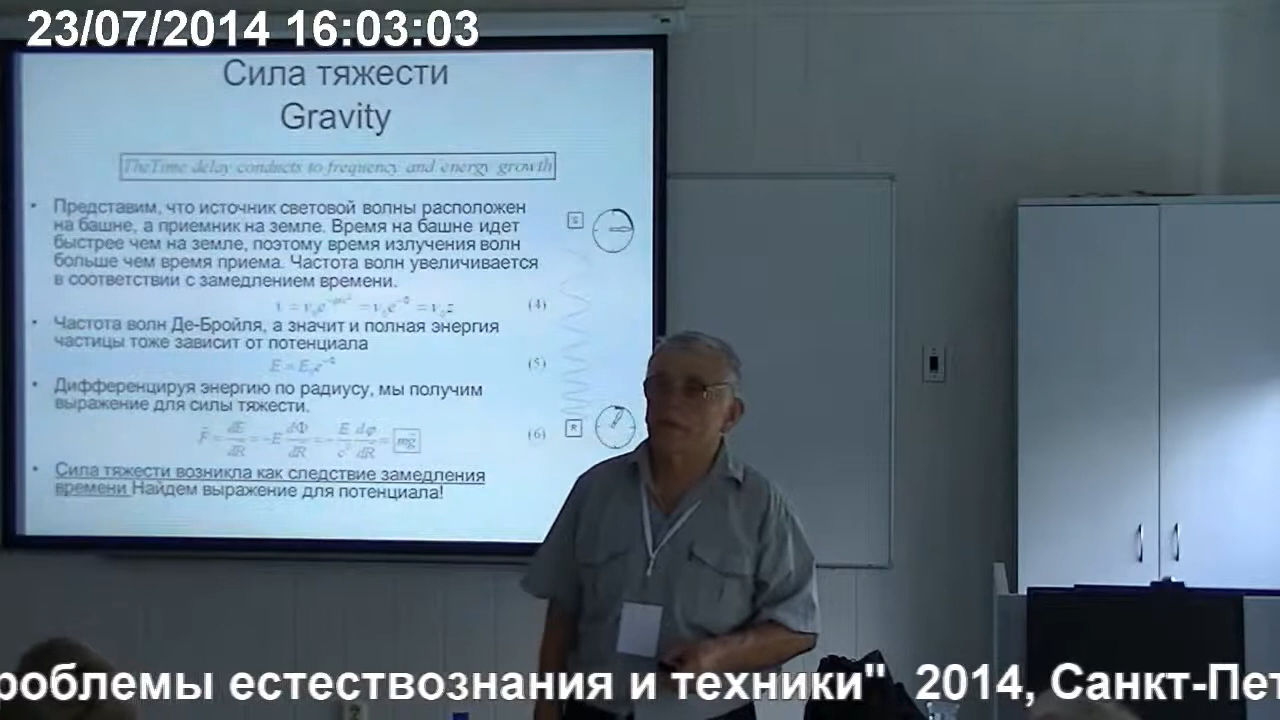 23/07/2014 16:03:03
Сила тяжести
Gravity
TheTime delay conducts to frequency and energy growth
• Представим, что источник световой волны расположен
на башне, а приемник на земле. Время на башне идет
быстрее чем на земле, поэтому время излучения волн
больше чем время приема. Частота волн увеличивается
в соответствии с замедлением времени.
(4)
• Частота волн Де-Бройля, а значит и полная энергия
частицы тоже зависит от потенциала
(5)
• Дифференцируя энергию по радиусу, мы получим
выражение для силы тяжести.
(6)
• Сила тяжести возникла как следствие замедления
времени Найдем выражение для потенциала!
S
R
роблемы естествознания и техники" 2014, Санкт-Пет